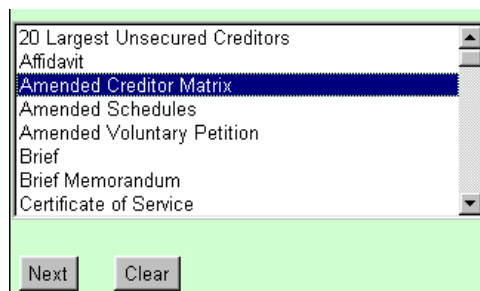 20 Largest Unsecured Creditors
Affidavit
Amended Creditor Matrix
Amended Schedules
Amended Voluntary Petition
Brief
Brief Memorandum
Certificate of Service
Next Clear